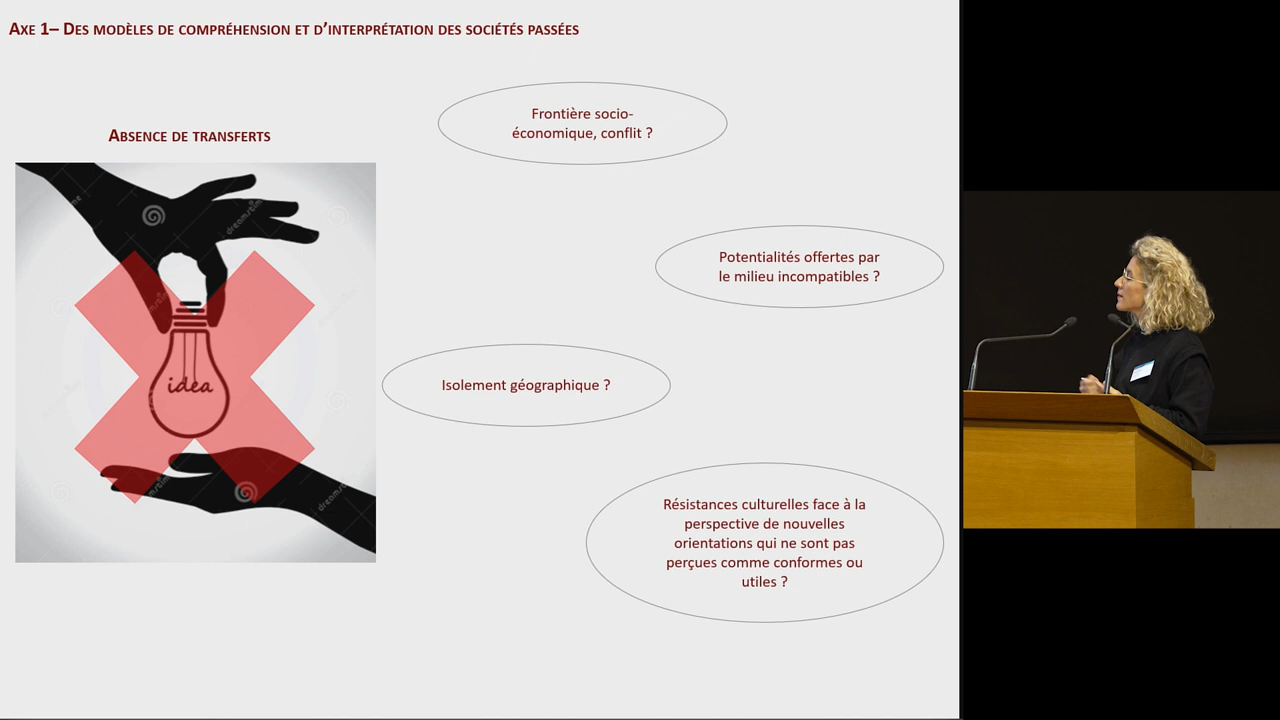 Axe 1– Des modèles de compréhension et d'interprétation des sociétés passées
Absence de transferts
Frontière socio-
économique, conflit ?
Potentialités offertes par
le milieu incompatibles ?
Isolement géographique ?
Résistances culturelles face à la
perspective de nouvelles
orientations qui ne sont pas
perçues comme conformes ou
utiles ?
idea
dreamstime
dreamstime